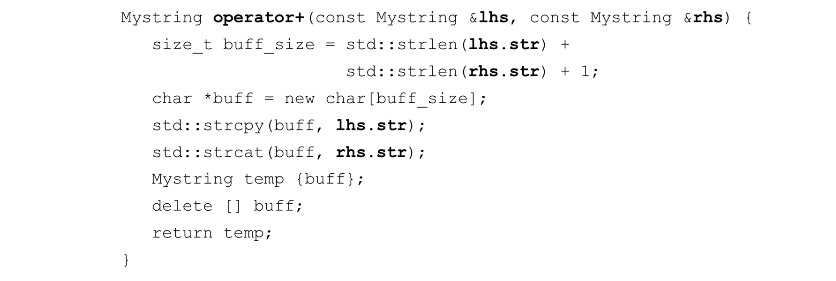 Mystring operator+(const Mystring &lhs, const Mystring &rhs) {
size_t buff_size = std::strlen(lhs.str) +
std::strlen(rhs.str) + 1;
char *buff = new char[buff_size];
std::strcpy(buff, lhs.str);
std::strcat(buff, rhs.str);
Mystring temp {buff};
delete [] buff;
return temp;
}